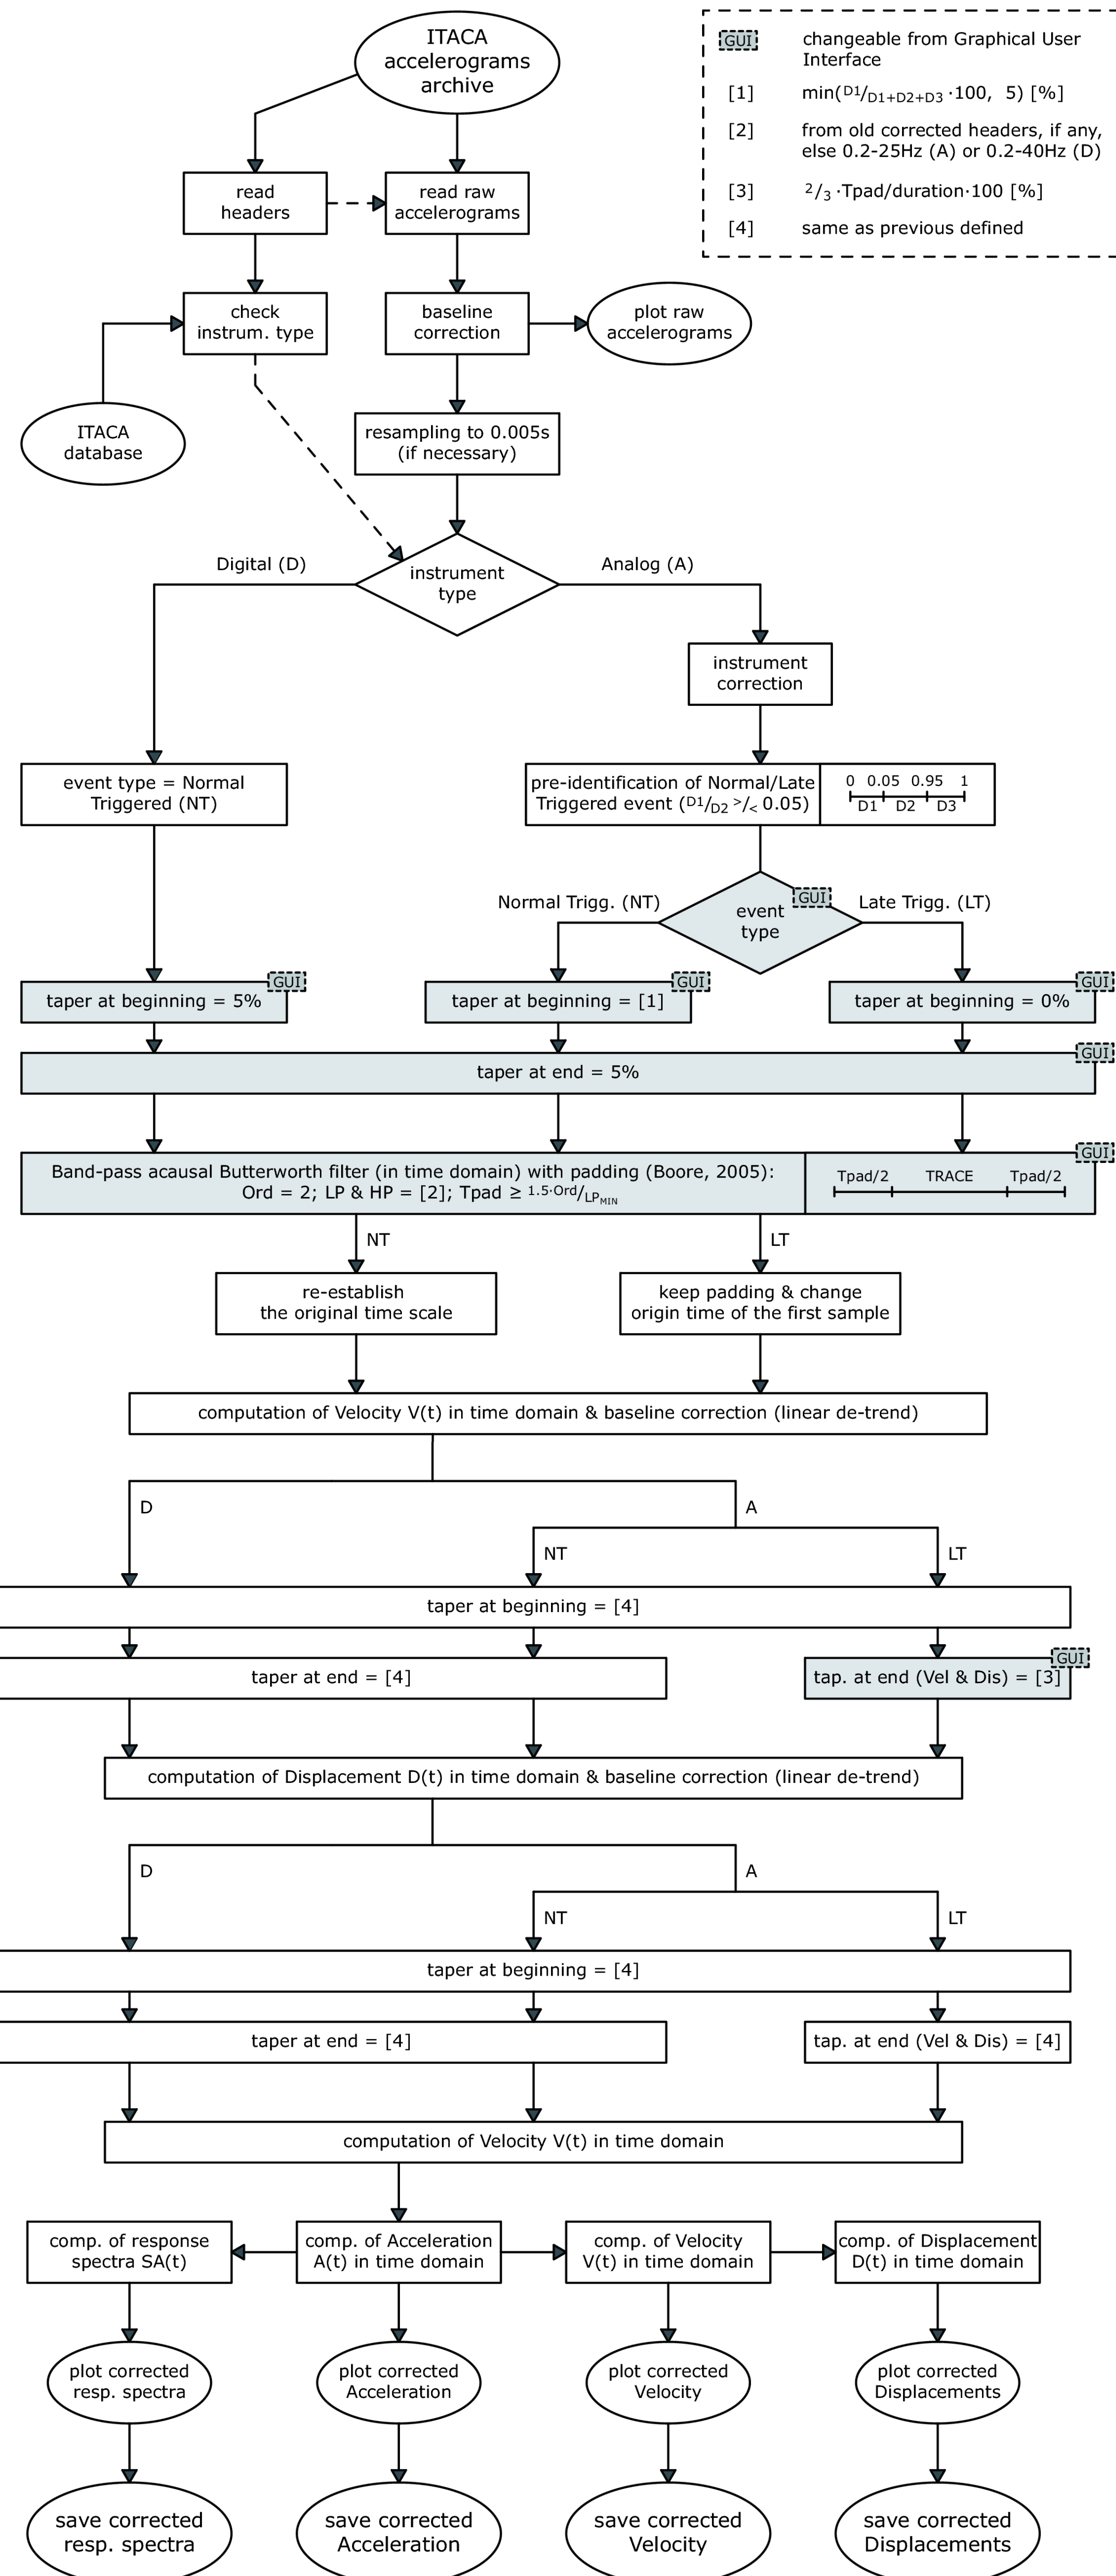 ITACA
accelerograms
archive
GUI
changeable from Graphical User
Interface
[1]
min(D1/D1+D2+D3 ·100, 5) [%]
[2]
from old corrected headers, if any,
else 0.2-25Hz (A) or 0.2-40Hz (D)
[3]
2/3 ·Tpad/duration·100 [%]
[4]
same as previous defined
read
headers
read raw
accelerograms
check
instrum. type
baseline
correction
plot raw
accelerograms
ITACA
database
resampling to 0.005s
(if necessary)
Digital (D)
instrument
type
Analog (A)
instrument
correction
event type = Normal
Triggered (NT)
pre-identification of Normal/Late
Triggered event (D1/D2 >/< 0.05)
0 0.05 0.95 1
D1 D2 D3
Normal Trigg. (NT)
event
type
GUI
Late Trigg. (LT)
taper at beginning = 5%
GUI
taper at beginning = [1]
GUI
taper at beginning = 0%
GUI
taper at end = 5%
GUI
Band-pass acausal Butterworth filter (in time domain) with padding (Boore, 2005):
Ord = 2; LP & HP = [2]; Tpad ≥ 1.5·Ord/LPMIN
Tpad/2 TRACE Tpad/2
GUI
NT
LT
re-establish
the original time scale
keep padding & change
origin time of the first sample
computation of Velocity V(t) in time domain & baseline correction (linear de-trend)
D
A
NT
LT
taper at beginning = [4]
taper at end = [4]
tap. at end (Vel & Dis) = [3]
GUI
computation of Displacement D(t) in time domain & baseline correction (linear de-trend)
D
A
NT
LT
taper at beginning = [4]
taper at end = [4]
tap. at end (Vel & Dis) = [4]
computation of Velocity V(t) in time domain
comp. of response
spectra SA(t)
comp. of Acceleration
A(t) in time domain
comp. of Velocity
V(t) in time domain
comp. of Displacement
D(t) in time domain
plot corrected
resp. spectra
plot corrected
Acceleration
plot corrected
Velocity
plot corrected
Displacements
save corrected
resp. spectra
save corrected
Acceleration
save corrected
Velocity
save corrected
Displacements